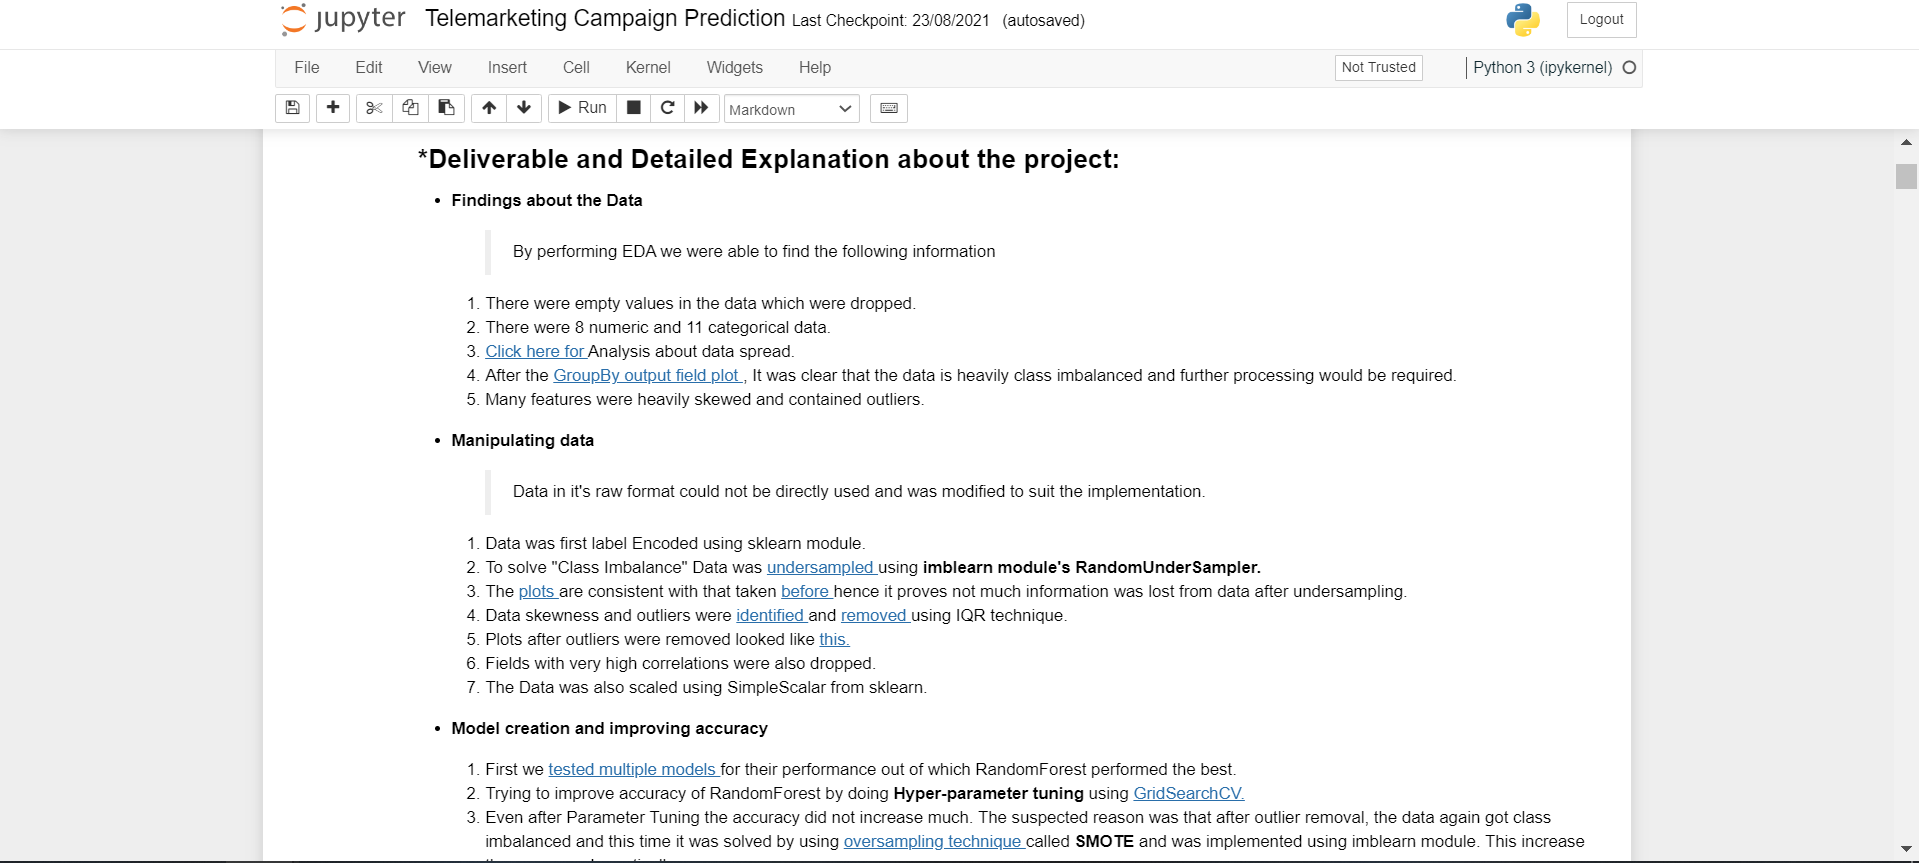 jupyter Telemarketing Campaign Prediction Last Checkpoint: 23/08/2021 (autosaved) Logout
File Edit View Insert Cell Kernel Widgets Help Not Trusted Python 3 (ipykernel)
Run Markdown
*Deliverable and Detailed Explanation about the project:
• Findings about the Data
By performing EDA we were able to find the following information
1. There were empty values in the data which were dropped.
2. There were 8 numeric and 11 categorical data.
3. Click here for Analysis about data spread.
4. After the GroupBy output field plot , It was clear that the data is heavily class imbalanced and further processing would be required.
5. Many features were heavily skewed and contained outliers.
• Manipulating data
Data in it's raw format could not be directly used and was modified to suit the implementation.
1. Data was first label Encoded using sklearn module.
2. To solve "Class Imbalance" Data was undersampled using imblearn module's RandomUnderSampler.
3. The plots are consistent with that taken before hence it proves not much information was lost from data after undersampling.
4. Data skewness and outliers were identified and removed using IQR technique.
5. Plots after outliers were removed looked like this.
6. Fields with very high correlations were also dropped.
7. The Data was also scaled using SimpleScalar from sklearn.
• Model creation and improving accuracy
1. First we tested multiple models for their performance out of which RandomForest performed the best.
2. Trying to improve accuracy of RandomForest by doing Hyper-parameter tuning using GridSearchCV.
3. Even after Parameter Tuning the accuracy did not increase much. The suspected reason was that after outlier removal, the data again got class
imbalanced and this time it was solved by using oversampling technique called SMOTE and was implemented using imblearn module. This increase